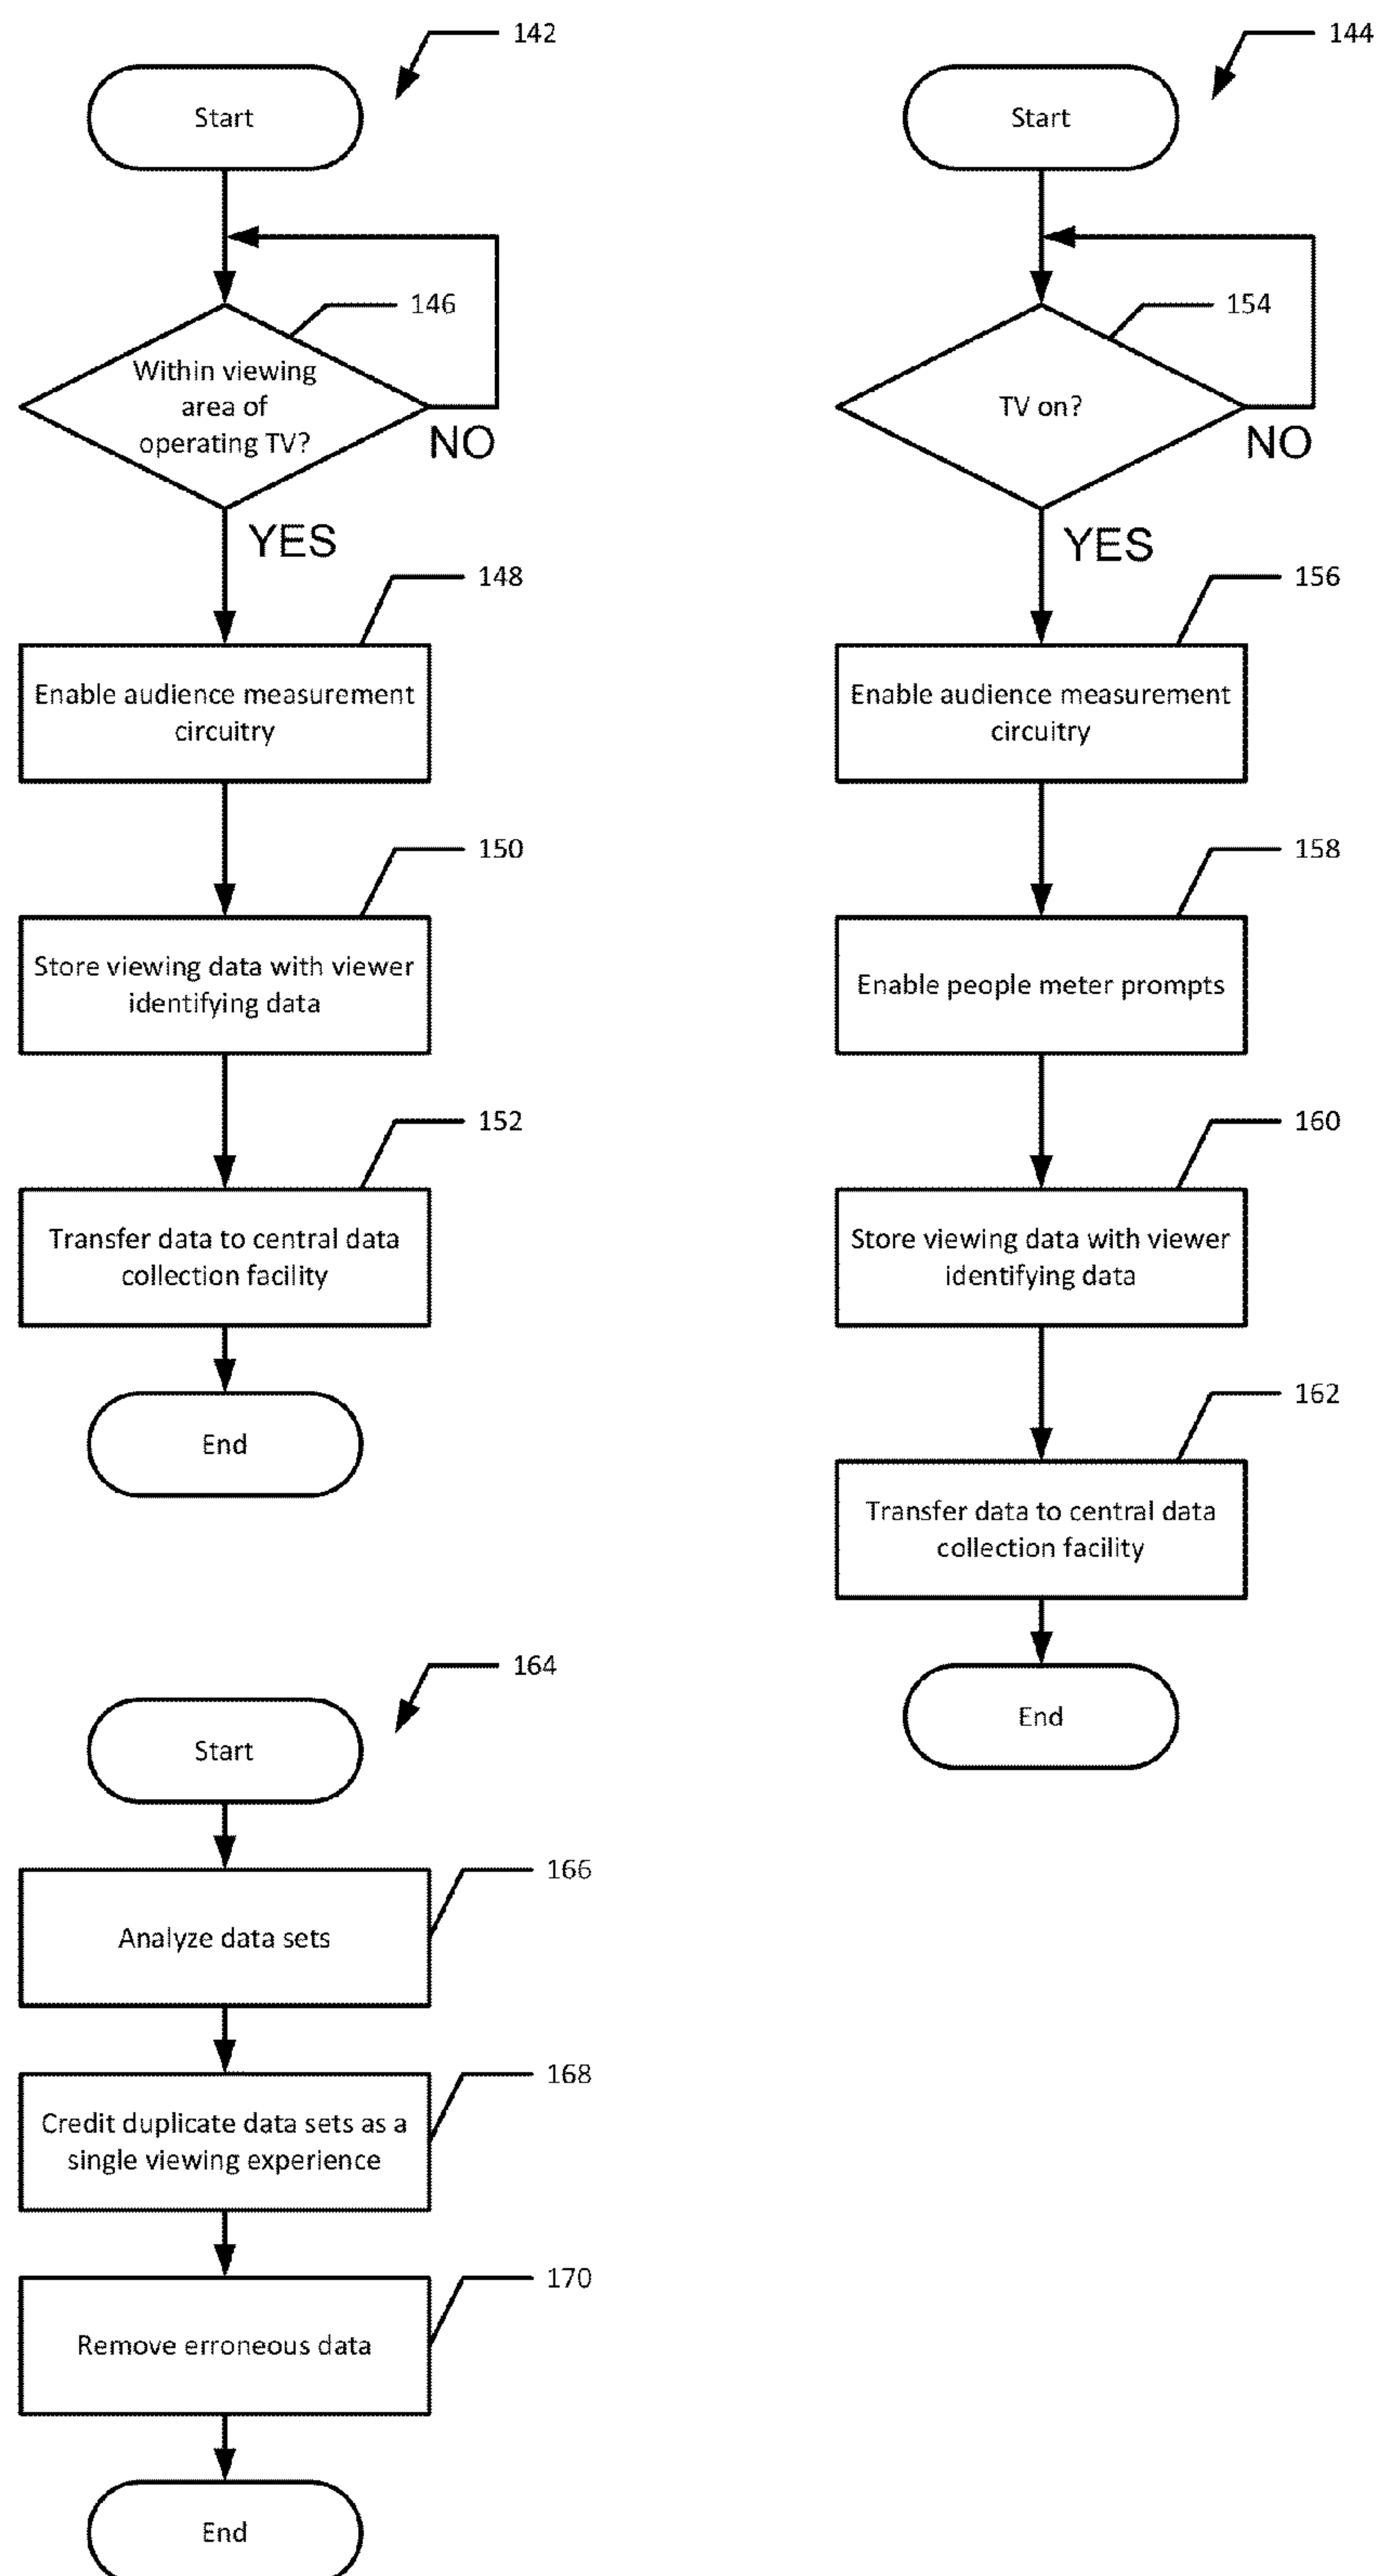 142
Start
146
Within viewing
area of
operating TV?
NO
YES
148
Enable audience measurement
circuitry
150
Store viewing data with viewer
identifying data
152
Transfer data to central data
collection facility
End
144
Start
154
TV on?
NO
YES
156
Enable audience measurement
circuitry
158
Enable people meter prompts
160
Store viewing data with viewer
identifying data
162
Transfer data to central data
collection facility
End
164
Start
166
Analyze data sets
168
Credit duplicate data sets as a
single viewing experience
170
Remove erroneous data
End